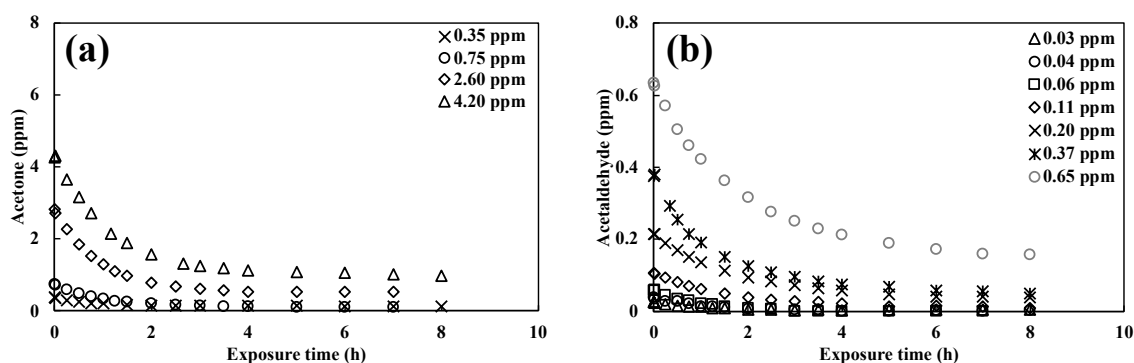 (a)
0.35 ppm
0.75 ppm
2.60 ppm
4.20 ppm
8
6
4
2
0
Acetone (ppm)
0 2 4 6 8 10
Exposure time (h)
(b)
0.03 ppm
0.04 ppm
0.06 ppm
0.11 ppm
0.20 ppm
0.37 ppm
0.65 ppm
0.8
0.6
0.4
0.2
0
Acetaldehyde (ppm)
0 2 4 6 8 10
Exposure time (h)